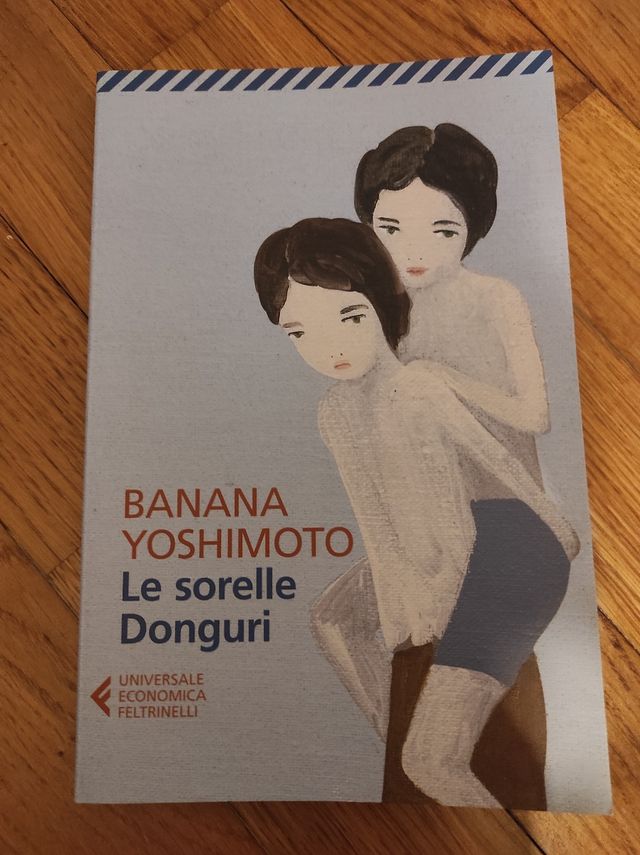 BANANA
YOSHIMOTO
Le sorelle
Donguri
UNIVERSALE
ECONOMICA
FELTRINELLI